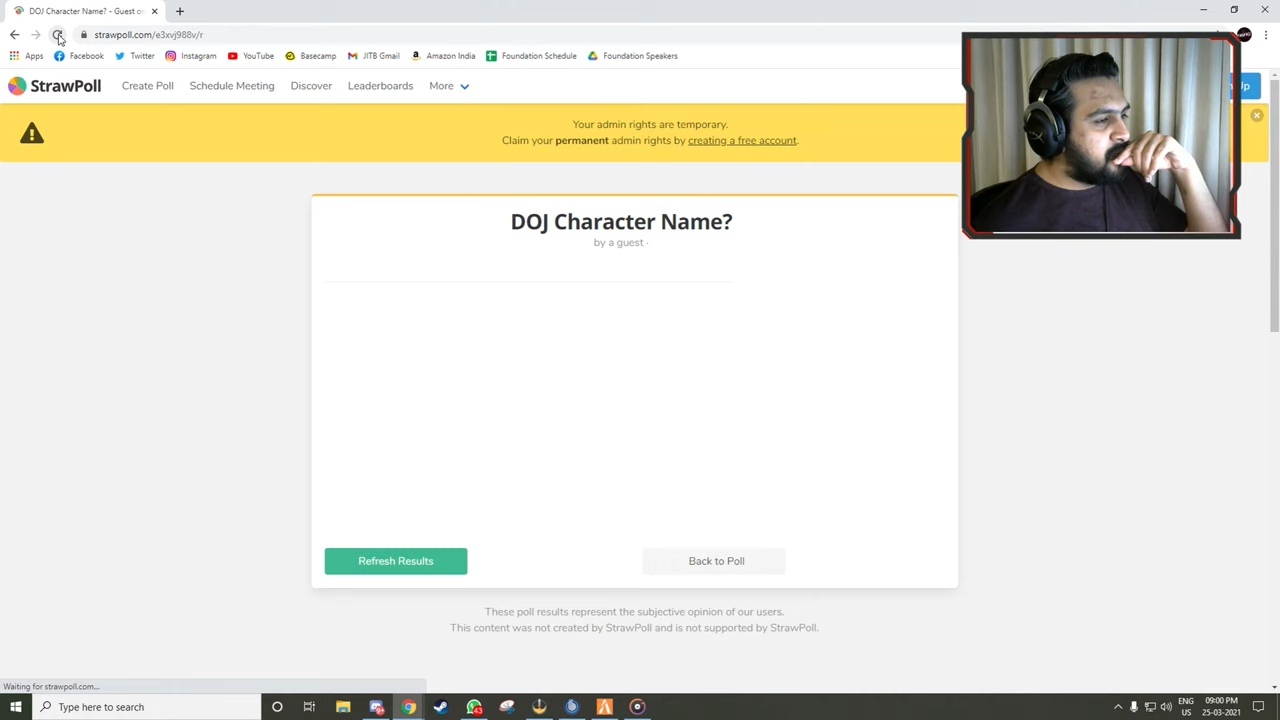 DOJ Character Name? - Guest o
strawpoll.com/e3xvj988v/r
Apps Facebook Twitter Instagram YouTube Basecamp JITB Gmail Amazon India Foundation Schedule Foundation Speakers
StrawPoll Create Poll Schedule Meeting Discover Leaderboards More Up
Your admin rights are temporary.
Claim your permanent admin rights by creating a free account.
DOJ Character Name?
by a guest ·
Refresh Results Back to Poll
These poll results represent the subjective opinion of our users.
This content was not created by StrawPoll and is not supported by StrawPoll.
Waiting for strawpoll.com...
Type here to search 43 ENG US 09:00 PM 25-03-2021